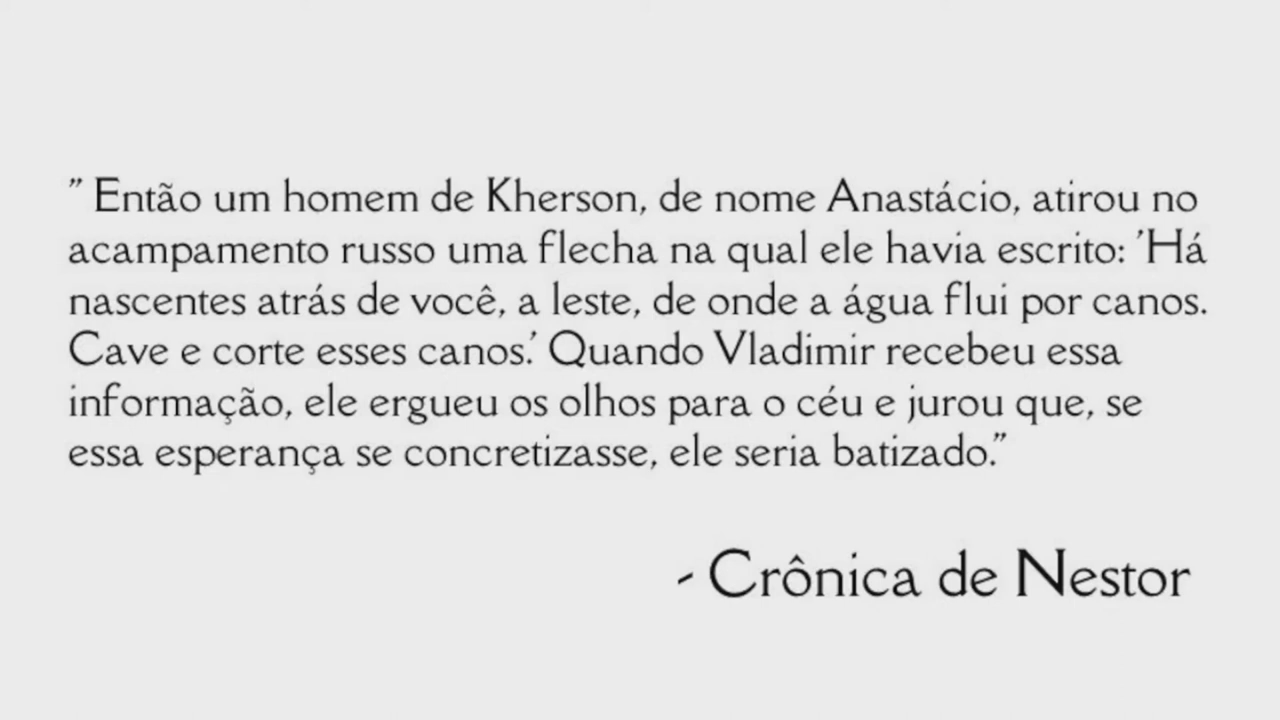 " Então um homem de Kherson, de nome Anastácio, atirou no
acampamento russo uma flecha na qual ele havia escrito: 'Há
nascentes atrás de você, a leste, de onde a água flui por canos.
Cave e corte esses canos.' Quando Vladimir recebeu essa
informação, ele ergueu os olhos para o céu e jurou que, se
essa esperança se concretizasse, ele seria batizado."
- Crônica de Nestor